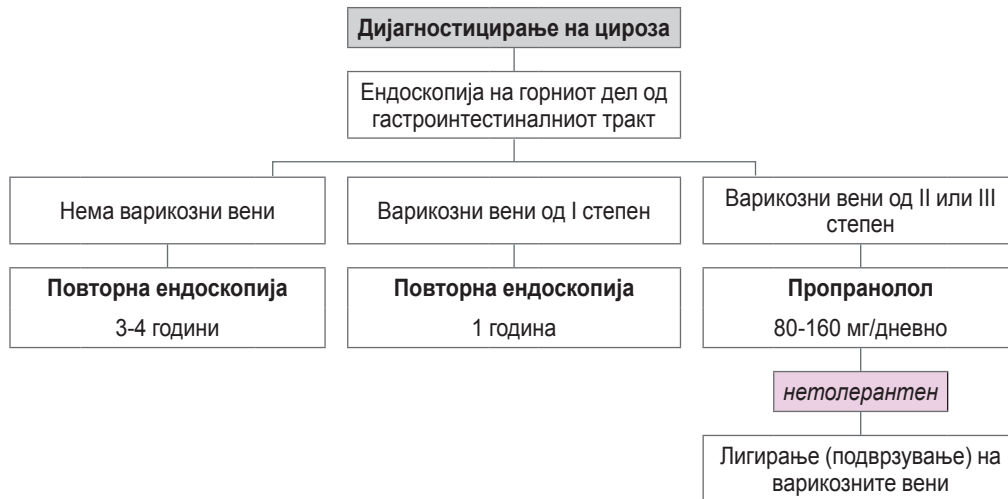 Дијагностицирање на цироза
Ендоскопија на горниот дел од
гастроинтестиналниот тракт
Нема варикозни вени
Варикозни вени од I степен
Варикозни вени од II или III
степен
Повторна ендоскопија
3-4 години
Повторна ендоскопија
1 година
Пропранолол
80-160 мг/дневно
нетолерантен
Лигирање (подврзување) на
варикозните вени